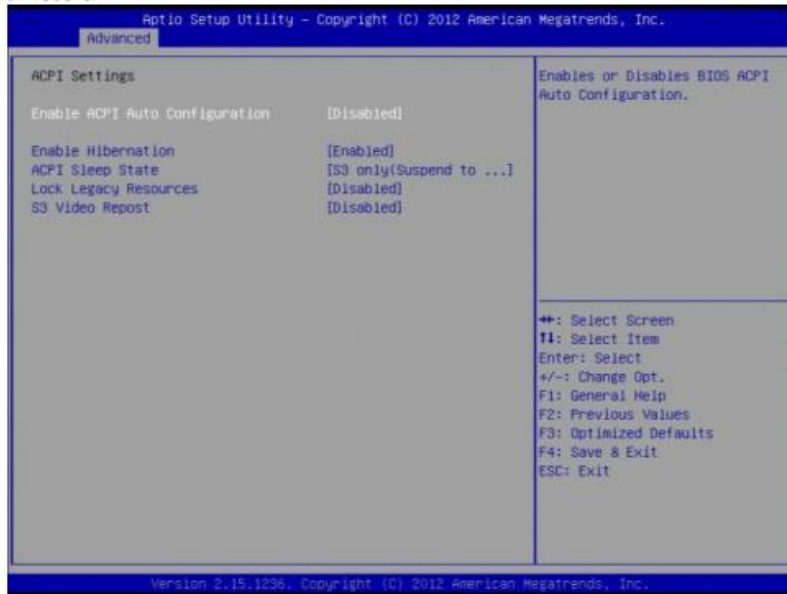 Aptio Setup Utility – Copyright (C) 2012 American Megatrends, Inc.
Advanced
ACPI Settings
Enable ACPI Auto Configuration [Disabled]
Enable Hibernation [Enabled]
ACPI Sleep State [S3 only(Suspend to ...]
Lock Legacy Resources [Disabled]
S3 Video Repost [Disabled]
Enables or Disables BIOS ACPI
Auto Configuration.
→←: Select Screen
↑↓: Select Item
Enter: Select
+/-: Change Opt.
F1: General Help
F2: Previous Values
F3: Optimized Defaults
F4: Save & Exit
ESC: Exit
Version 2.15.1236. Copyright (C) 2012 American Megatrends, Inc.